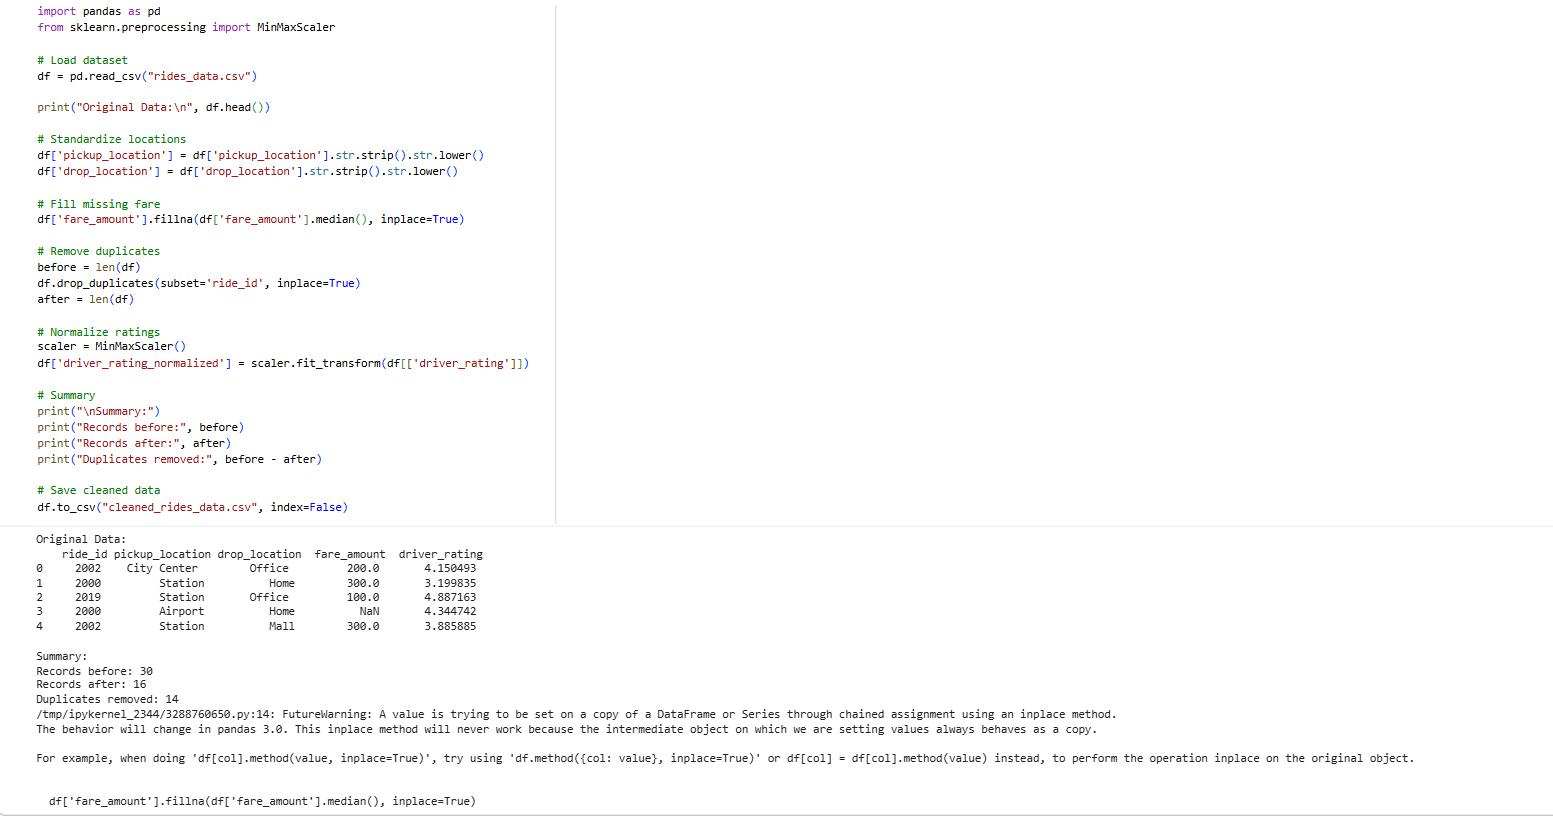 import pandas as pd
from sklearn.preprocessing import MinMaxScaler
# Load dataset
df = pd.read_csv("rides_data.csv")
print("Original Data:\n", df.head())
# Standardize locations
df['pickup_location'] = df['pickup_location'].str.strip().str.lower()
df['drop_location'] = df['drop_location'].str.strip().str.lower()
# Fill missing fare
df['fare_amount'].fillna(df['fare_amount'].median(), inplace=True)
# Remove duplicates
before = len(df)
df.drop_duplicates(subset='ride_id', inplace=True)
after = len(df)
# Normalize ratings
scaler = MinMaxScaler()
df['driver_rating_normalized'] = scaler.fit_transform(df[['driver_rating']])
# Summary
print("\nSummary:")
print("Records before:", before)
print("Records after:", after)
print("Duplicates removed:", before - after)
# Save cleaned data
df.to_csv("cleaned_rides_data.csv", index=False)
Original Data:
ride_id pickup_location drop_location fare_amount driver_rating
0 2002 City Center Office 200.0 4.150493
1 2000 Station Home 300.0 3.199835
2 2019 Station Office 100.0 4.887163
3 2000 Airport Home NaN 4.344742
4 2002 Station Mall 300.0 3.885885
Summary:
Records before: 30
Records after: 16
Duplicates removed: 14
/tmp/ipykernel_2344/3288760650.py:14: FutureWarning: A value is trying to be set on a copy of a DataFrame or Series through chained assignment using an inplace method.
The behavior will change in pandas 3.0. This inplace method will never work because the intermediate object on which we are setting values always behaves as a copy.
For example, when doing 'df[col].method(value, inplace=True)', try using 'df.method({col: value}, inplace=True)' or df[col] = df[col].method(value) instead, to perform the operation inplace on the original object.
df['fare_amount'].fillna(df['fare_amount'].median(), inplace=True)